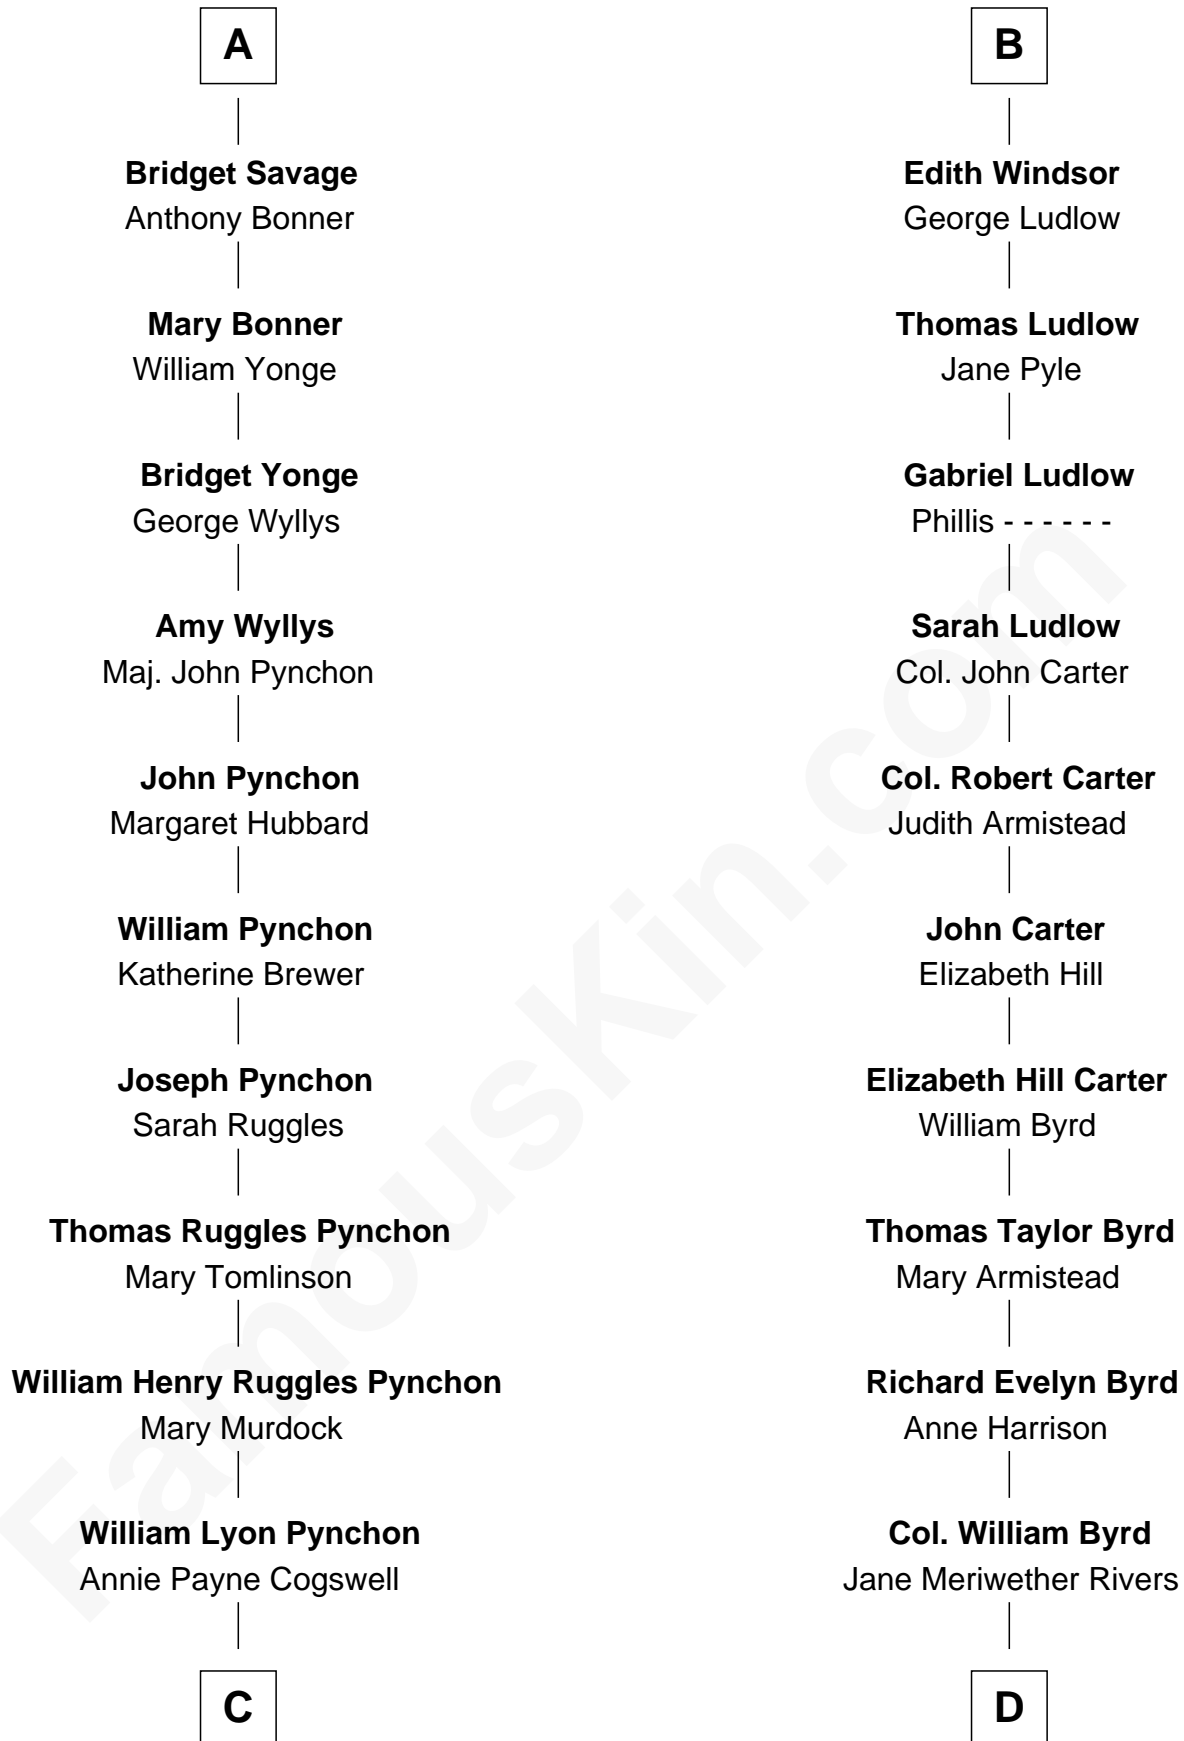 A
Bridget Savage
Anthony Bonner
Mary Bonner
William Yonge
Bridget Yonge
George Wyllys
Amy Wyllys
Maj. John Pynchon
John Pynchon
Margaret Hubbard
William Pynchon
Katherine Brewer
Joseph Pynchon
Sarah Ruggles
Thomas Ruggles Pynchon
Mary Tomlinson
William Henry Ruggles Pynchon
Mary Murdock
William Lyon Pynchon
Annie Payne Cogswell
C
B
Edith Windsor
George Ludlow
Thomas Ludlow
Jane Pyle
Gabriel Ludlow
Phillis - - - - - -
Sarah Ludlow
Col. John Carter
Col. Robert Carter
Judith Armistead
John Carter
Elizabeth Hill
Elizabeth Hill Carter
William Byrd
Thomas Taylor Byrd
Mary Armistead
Richard Evelyn Byrd
Anne Harrison
Col. William Byrd
Jane Meriwether Rivers
D
FamousKin.com